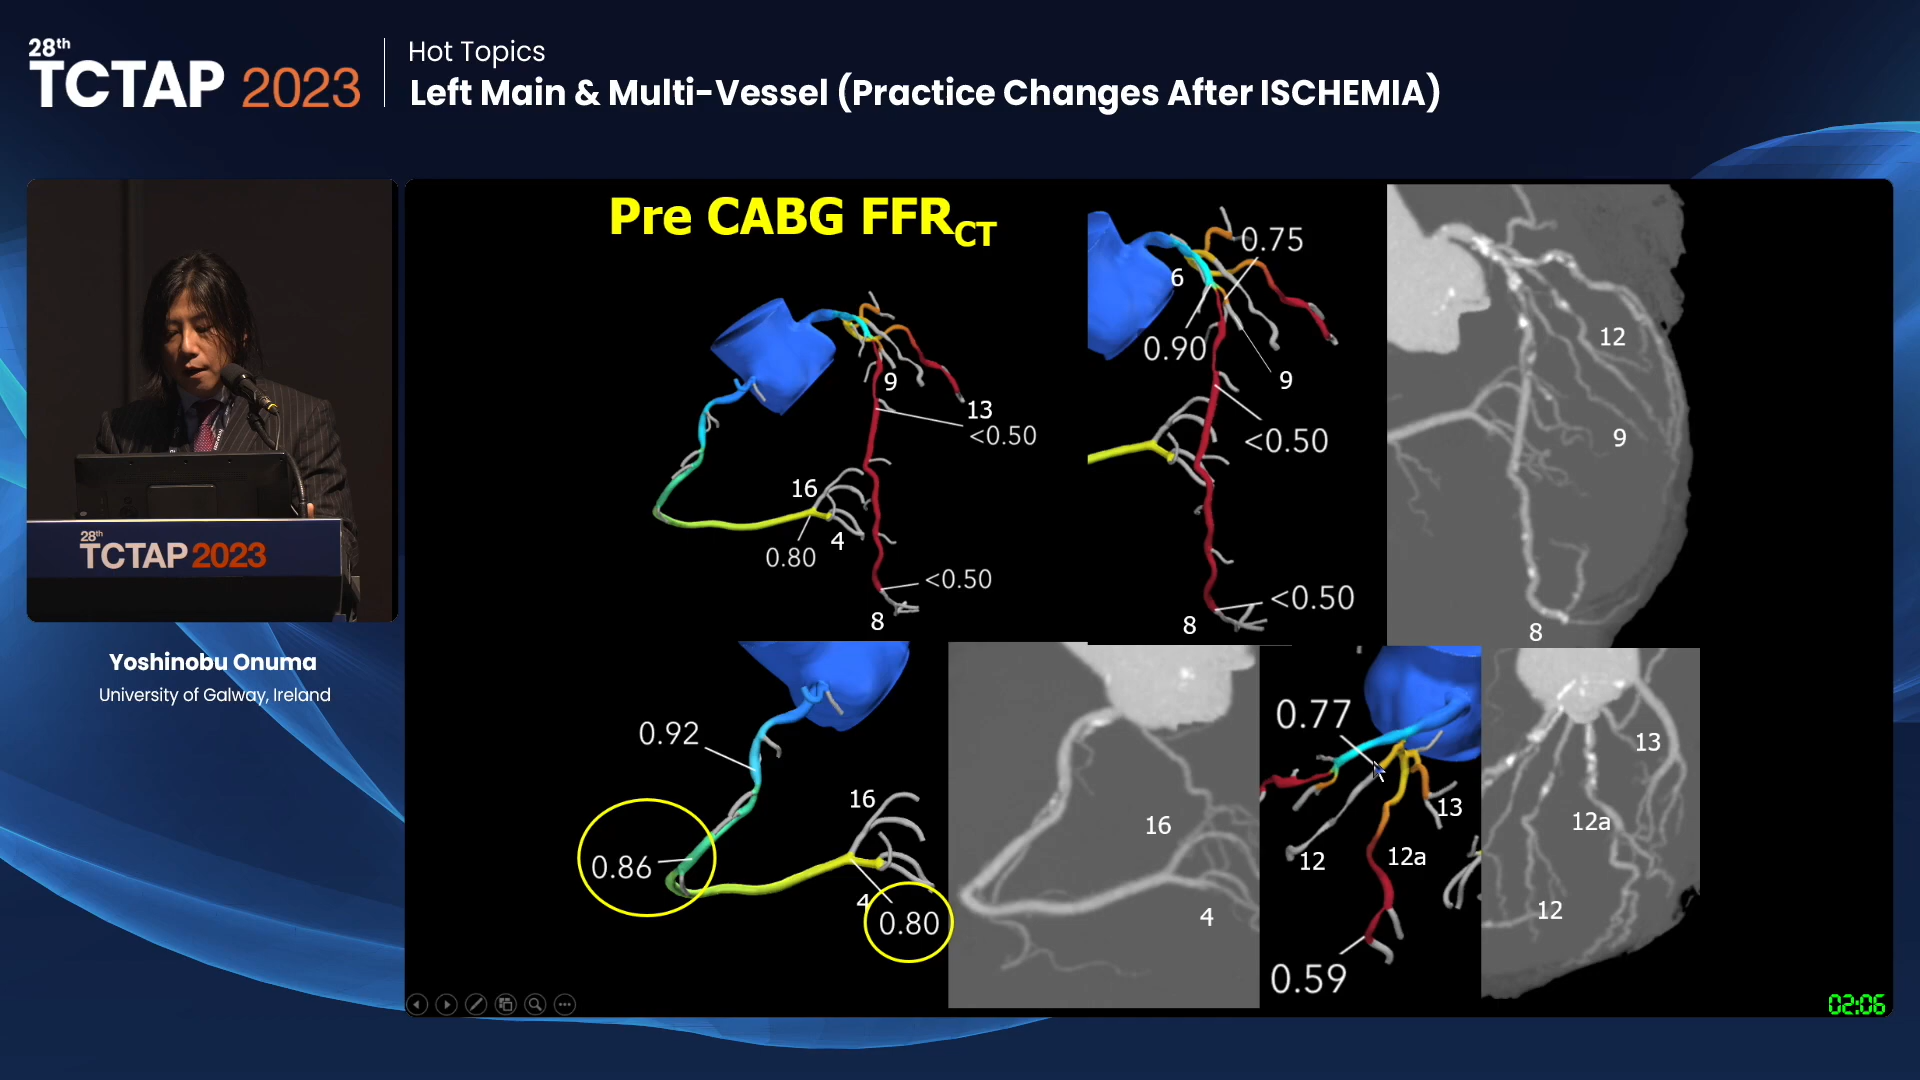 28th
TCTAP 2023
Hot Topics
Left Main & Multi-Vessel (Practice Changes After ISCHEMIA)
28th
TCTAP 2023
Yoshinobu Onuma
University of Galway, Ireland
Pre CABG FFRCT
9
13
<0.50
16
4
0.80
<0.50
8
0.75
6
0.90
9
<0.50
<0.50
8
12
9
8
0.92
16
0.86
4
0.80
16
4
0.77
13
12
12a
0.59
13
12a
12
02:06